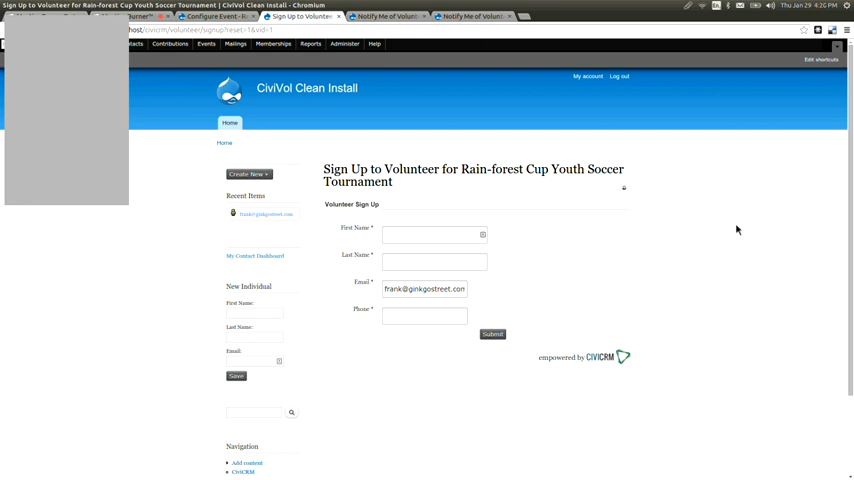 Sign Up to Volunteer for Rain-forest Cup Youth Soccer Tournament | CiviVol Clean Install - Chromium
En
Thu Jan 29 4:26 PM
Configure Event - R
Sign Up to Voluntee
Notify Me of Volunt
Notify Me of Volunt
host/civicrm/volunteer/signup?reset=1&vid=1
Contributions
Events
Mailings
Memberships
Reports
Administer
Help
Edit shortcuts
My account
Log out
CiviVol Clean Install
Home
Home
Create New »
Recent Items
frank@ginkgostreet.com
My Contact Dashboard
New Individual
First Name:
Last Name:
Email:
Save
Navigation
Add content
CiviCRM
Sign Up to Volunteer for Rain-forest Cup Youth Soccer
Tournament
Volunteer Sign Up
First Name *
Last Name *
Email *
frank@ginkgostreet.com
Phone *
Submit
empowered by CIVICRM